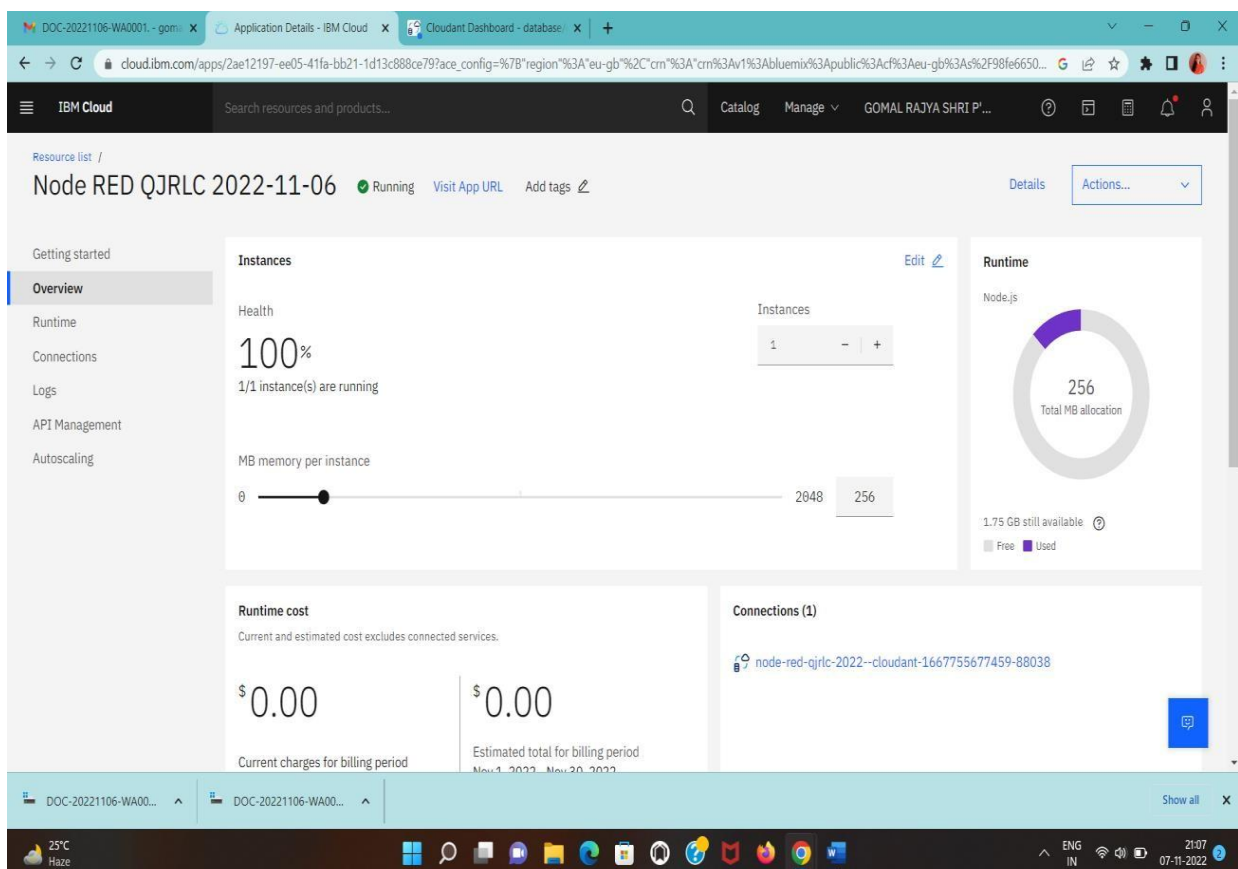 DOC-20221106-WA0001. - goma
Application Details - IBM Cloud
Cloudant Dashboard - database/
cloud.ibm.com/apps/2ae12197-ee05-41fa-bb21-1d13c888ce79?ace_config=%7B"region"%3A"eu-gb"%2C"crn"%3A"crn%3Av1%3Abluemix%3Apublic%3Acf%3Aeu-gb%3As%2F98fe6650...
IBM Cloud
Search resources and products...
Catalog
Manage
GOMAL RAJYA SHRI P'...
Resource list /
Node RED QJRLC 2022-11-06
Running
Visit App URL
Add tags
Details
Actions...
Getting started
Overview
Runtime
Connections
Logs
API Management
Autoscaling
Instances
Edit
Health
100%
1/1 instance(s) are running
Instances
1 - +
MB memory per instance
0
2048
256
Runtime
Node.js
256
Total MB allocation
1.75 GB still available
Free Used
Runtime cost
Current and estimated cost excludes connected services.
$0.00
Current charges for billing period
$0.00
Estimated total for billing period
Nov 1, 2022 - Nov 30, 2022
Connections (1)
node-red-qjrlc-2022--cloudant-1667755677459-88038
DOC-20221106-WA00...
DOC-20221106-WA00...
Show all
25°C
Haze
ENG
IN
21:07
07-11-2022
2